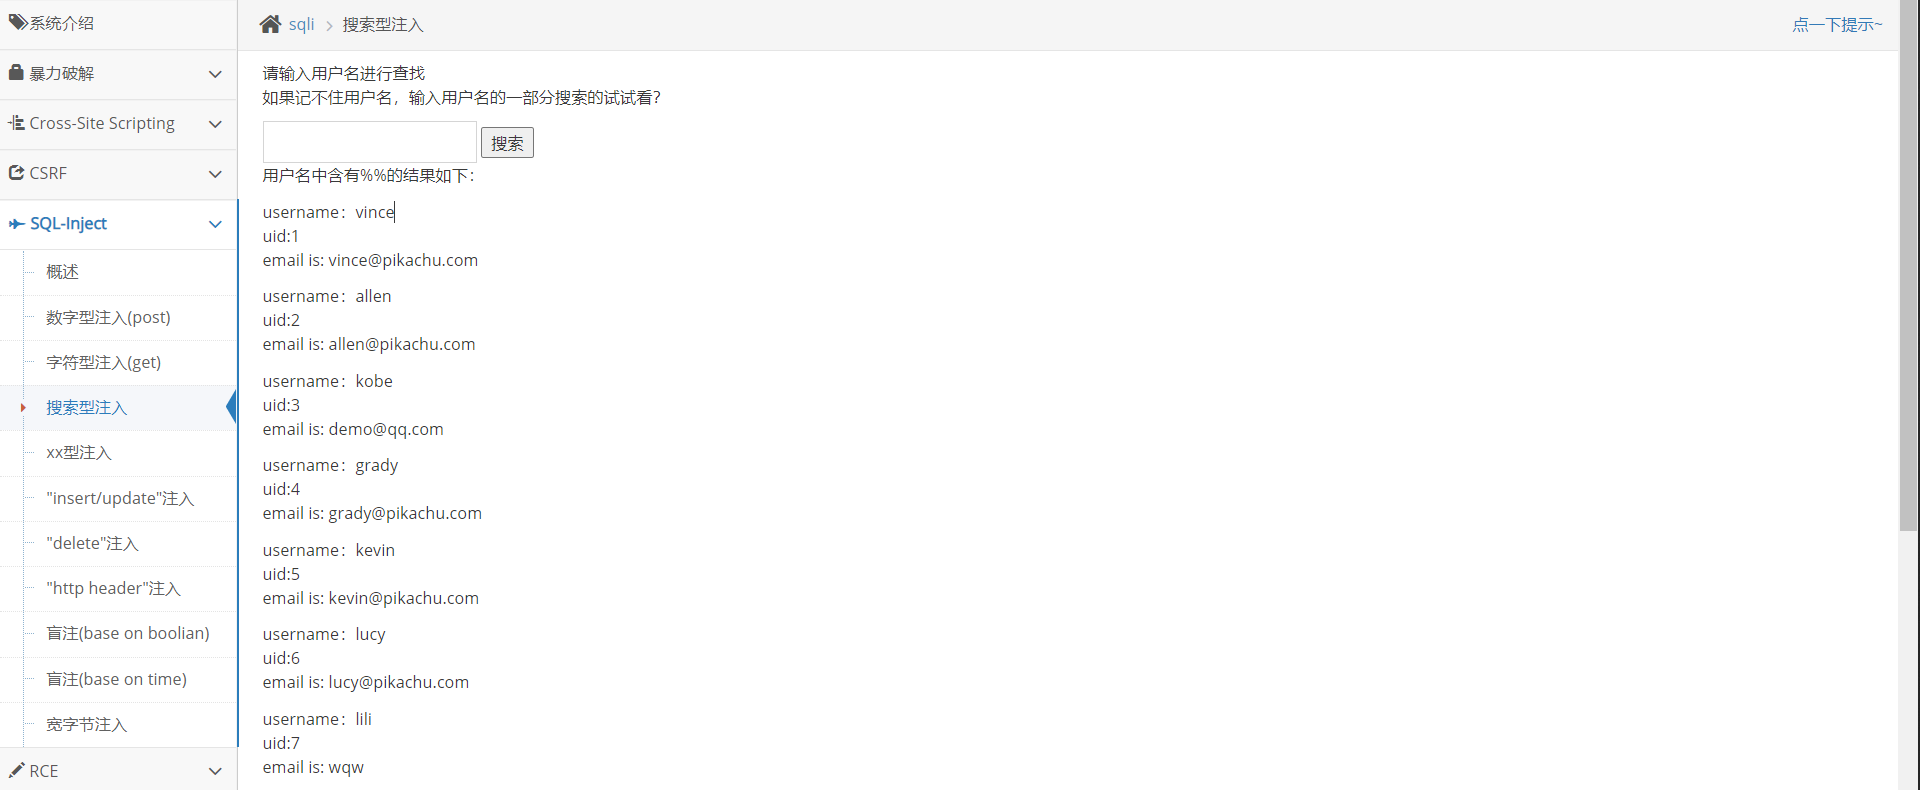 系统介绍
暴力破解
Cross-Site Scripting
CSRF
SQL-Inject
概述
数字型注入(post)
字符型注入(get)
搜索型注入
xx型注入
"insert/update"注入
"delete"注入
"http header"注入
盲注(base on boolian)
盲注(base on time)
宽字节注入
RCE
sqli > 搜索型注入
点一下提示~
请输入用户名进行查找
如果记不住用户名，输入用户名的一部分搜索的试试看？
搜索
用户名中含有%%的结果如下：
username：vince
uid:1
email is: vince@pikachu.com
username：allen
uid:2
email is: allen@pikachu.com
username：kobe
uid:3
email is: demo@qq.com
username：grady
uid:4
email is: grady@pikachu.com
username：kevin
uid:5
email is: kevin@pikachu.com
username：lucy
uid:6
email is: lucy@pikachu.com
username：lili
uid:7
email is: wqw